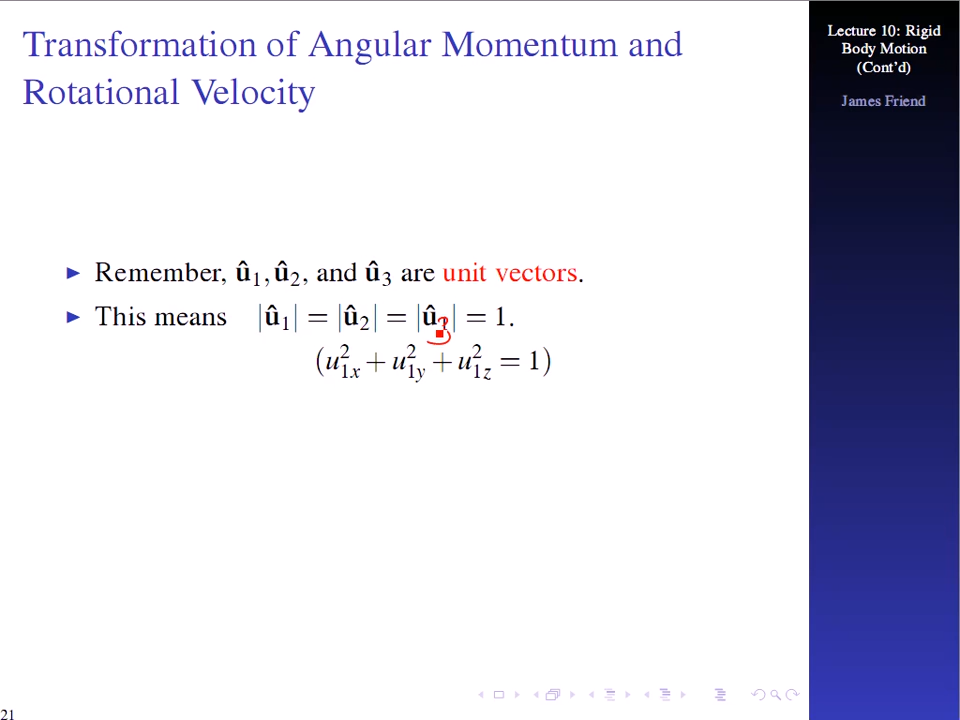 Transformation of Angular Momentum and
Rotational Velocity
Lecture 10: Rigid
Body Motion
(Cont'd)
James Friend
▶ Remember, û₁, û₂, and û₃ are unit vectors.
▶ This means |û₁| = |û₂| = |û₃| = 1.
(u²₁ₓ + u²₁y + u²₁z = 1)
21